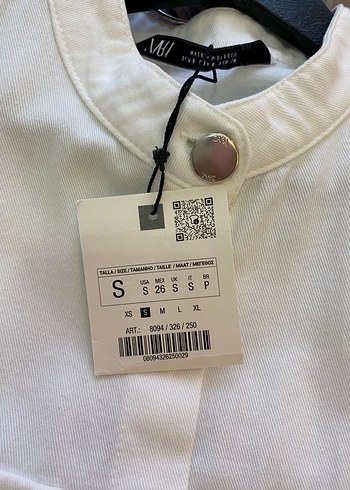 TALLA / SIZE / TAMANHO / TAILLE / MAAT / ΜΕΓΕΘΟΣ
S
USA MEX UK IT BR
S 26 S S P
XS S M L XL
ART.: 8094 / 326 / 250
08094326250029